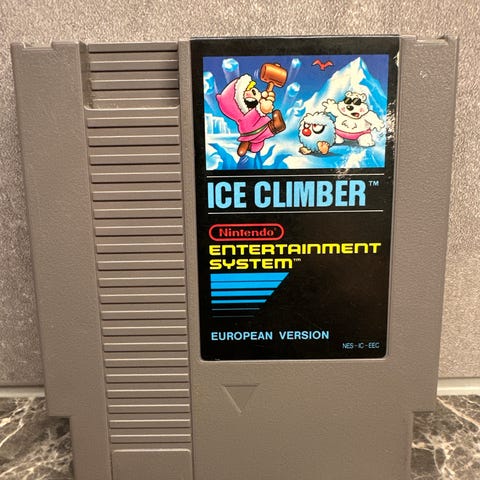 ICE CLIMBER™
Nintendo®
ENTERTAINMENT
SYSTEM™
EUROPEAN VERSION
NES-IC-EEC